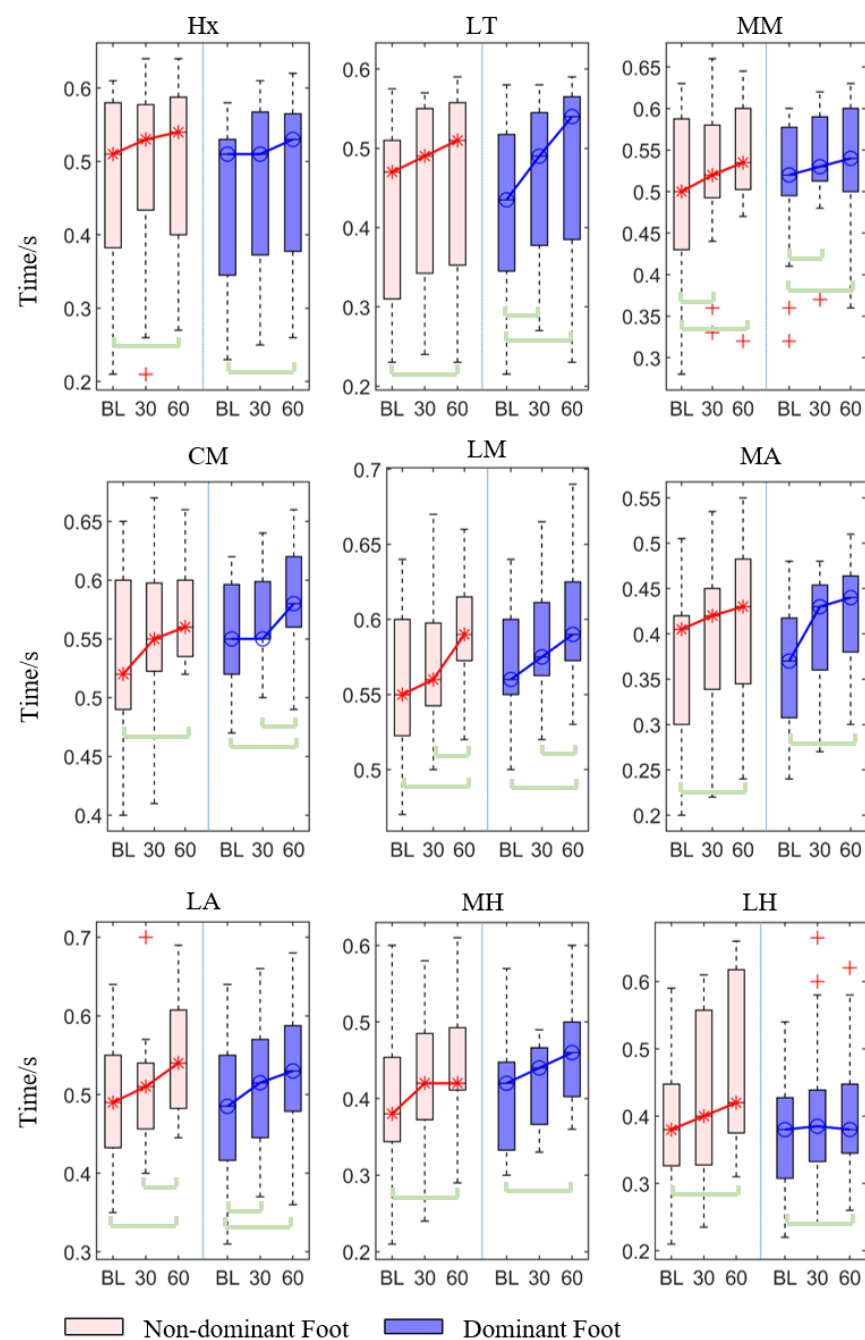 Hx LT MM
0.6 0.6 0.65
0.6
0.5 0.5 0.55
0.5
0.4 0.4 0.45
0.4
0.3 0.3 0.35
0.3
0.2 0.2
Time/s
BL 30 60 BL 30 60 BL 30 60 BL 30 60 BL 30 60 BL 30 60
CM LM MA
0.65 0.7 0.55
0.6 0.65 0.5
0.55 0.6 0.45
0.5 0.55 0.4
0.45 0.5 0.35
0.4 0.3
0.25
0.2
Time/s
BL 30 60 BL 30 60 BL 30 60 BL 30 60 BL 30 60 BL 30 60
LA MH LH
0.7 0.6 0.6
0.6 0.5 0.5
0.5 0.4 0.4
0.4 0.3 0.3
0.3 0.2 0.2
Time/s
BL 30 60 BL 30 60 BL 30 60 BL 30 60 BL 30 60 BL 30 60
Non-dominant Foot Dominant Foot